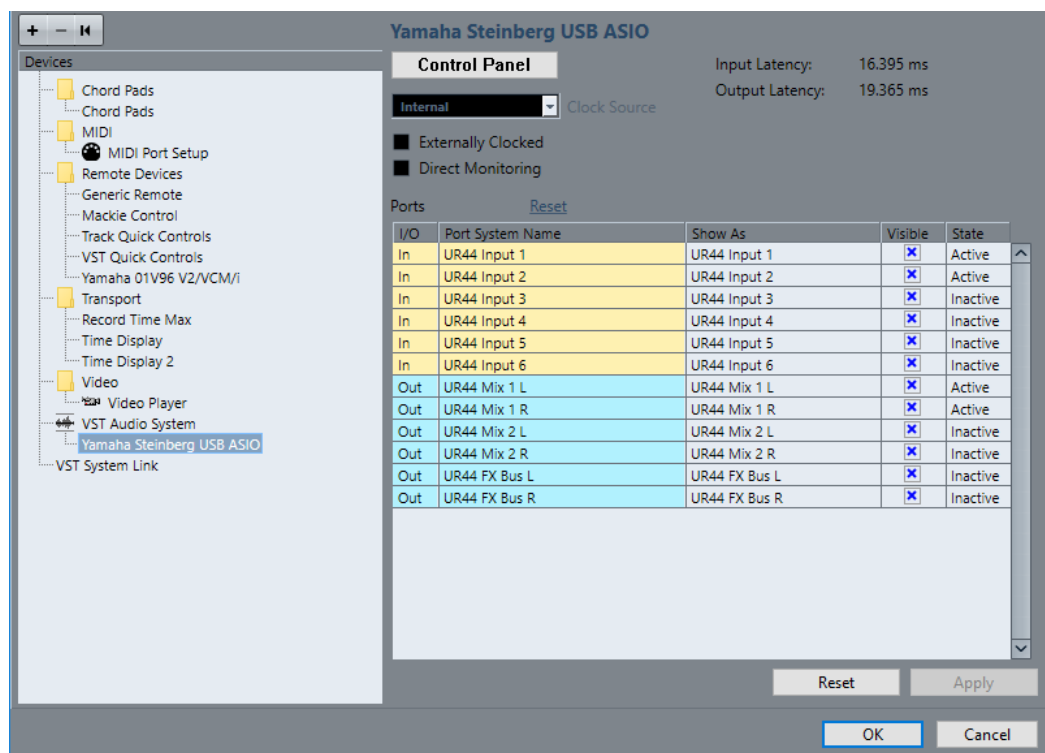 Yamaha Steinberg USB ASIO
Devices
Chord Pads
Chord Pads
MIDI
MIDI Port Setup
Remote Devices
Generic Remote
Mackie Control
Track Quick Controls
VST Quick Controls
Yamaha 01V96 V2/VCM/i
Transport
Record Time Max
Time Display
Time Display 2
Video
Video Player
VST Audio System
Yamaha Steinberg USB ASIO
VST System Link
Control Panel
Input Latency: 16.395 ms
Output Latency: 19.365 ms
Internal Clock Source
Externally Clocked
Direct Monitoring
Ports Reset
I/O Port System Name Show As Visible State
In UR44 Input 1 UR44 Input 1 Active
In UR44 Input 2 UR44 Input 2 Active
In UR44 Input 3 UR44 Input 3 Inactive
In UR44 Input 4 UR44 Input 4 Inactive
In UR44 Input 5 UR44 Input 5 Inactive
In UR44 Input 6 UR44 Input 6 Inactive
Out UR44 Mix 1 L UR44 Mix 1 L Active
Out UR44 Mix 1 R UR44 Mix 1 R Active
Out UR44 Mix 2 L UR44 Mix 2 L Inactive
Out UR44 Mix 2 R UR44 Mix 2 R Inactive
Out UR44 FX Bus L UR44 FX Bus L Inactive
Out UR44 FX Bus R UR44 FX Bus R Inactive
Reset Apply
OK Cancel